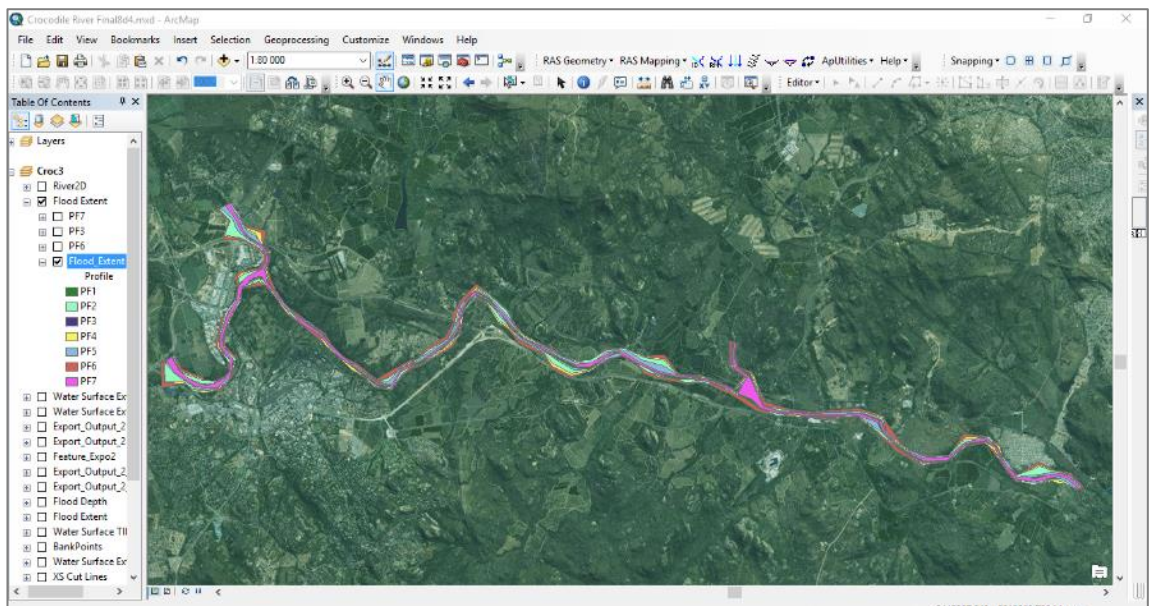 Crocodile River Final8d4.mxd - ArcMap
File Edit View Bookmarks Insert Selection Geoprocessing Customize Windows Help
1:80 000 RAS Geometry RAS Mapping ApUtilities Help Snapping
Editor
Table Of Contents
Layers
Croc3
River2D
Flood Extent
PF7
PF3
PF6
Flood_Extent
Profile
PF1
PF2
PF3
PF4
PF5
PF6
PF7
Water Surface Ex
Water Surface Ex
Export_Output_2
Export_Output_2
Feature_Expo2
Export_Output_2
Export_Output_2
Flood Depth
Flood Extent
Water Surface TI
BankPoints
Water Surface Ex
XS Cut Lines